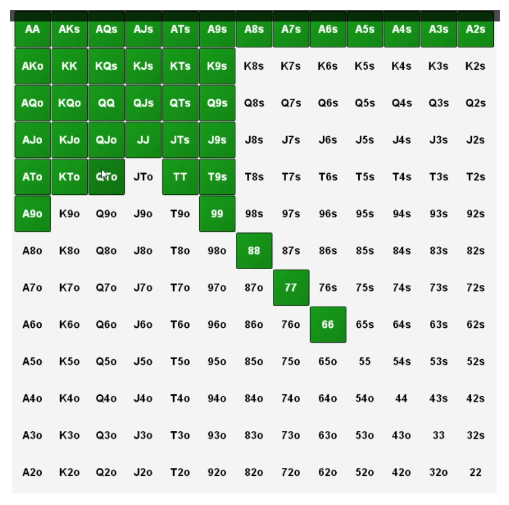 AA AKs AQs AJs ATs A9s A8s A7s A6s A5s A4s A3s A2s
AKo KK KQs KJs KTs K9s K8s K7s K6s K5s K4s K3s K2s
AQo KQo QQ QJs QTs Q9s Q8s Q7s Q6s Q5s Q4s Q3s Q2s
AJo KJo QJo JJ JTs J9s J8s J7s J6s J5s J4s J3s J2s
ATo KTo QTo JTo TT T9s T8s T7s T6s T5s T4s T3s T2s
A9o K9o Q9o J9o T9o 99 98s 97s 96s 95s 94s 93s 92s
A8o K8o Q8o J8o T8o 98o 88 87s 86s 85s 84s 83s 82s
A7o K7o Q7o J7o T7o 97o 87o 77 76s 75s 74s 73s 72s
A6o K6o Q6o J6o T6o 96o 86o 76o 66 65s 64s 63s 62s
A5o K5o Q5o J5o T5o 95o 85o 75o 65o 55 54s 53s 52s
A4o K4o Q4o J4o T4o 94o 84o 74o 64o 54o 44 43s 42s
A3o K3o Q3o J3o T3o 93o 83o 73o 63o 53o 43o 33 32s
A2o K2o Q2o J2o T2o 92o 82o 72o 62o 52o 42o 32o 22